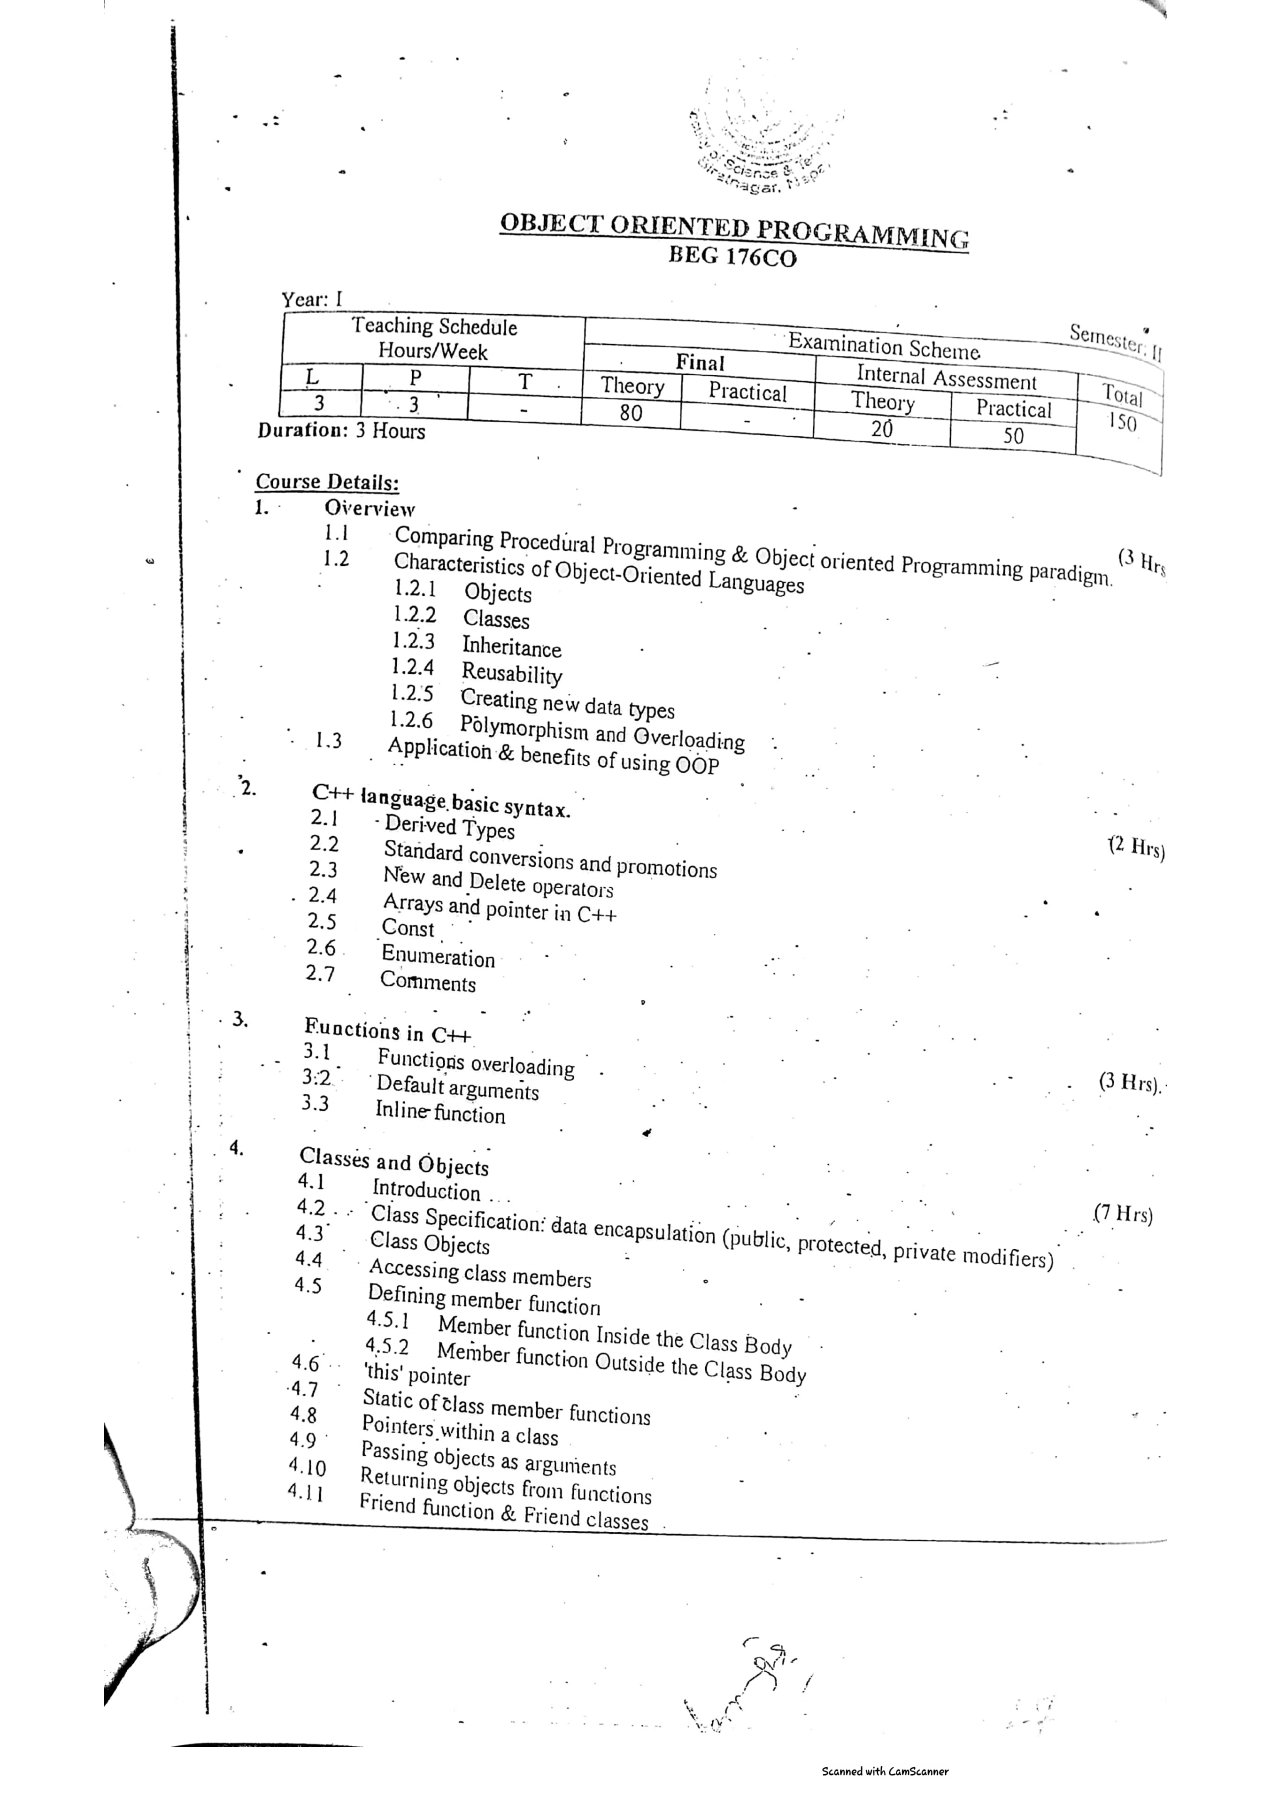 of Science &
Biratnagar, Nepal
OBJECT ORIENTED PROGRAMMING
BEG 176CO
Year: I
Semester: II
Teaching Schedule Hours/Week
Examination Scheme
Final
Internal Assessment
Total
L P T Theory Practical Theory Practical
3 3 - 80 - 20 50 150
Duration: 3 Hours
Course Details:
1. Overview (3 Hrs
1.1 Comparing Procedural Programming & Object oriented Programming paradigm.
1.2 Characteristics of Object-Oriented Languages
1.2.1 Objects
1.2.2 Classes
1.2.3 Inheritance
1.2.4 Reusability
1.2.5 Creating new data types
1.2.6 Polymorphism and Overloading
1.3 Application & benefits of using OOP
2. C++ language basic syntax. (2 Hrs)
2.1 Derived Types
2.2 Standard conversions and promotions
2.3 New and Delete operators
2.4 Arrays and pointer in C++
2.5 Const
2.6 Enumeration
2.7 Comments
3. Functions in C++ (3 Hrs).
3.1 Functions overloading
3.2 Default arguments
3.3 Inline function
4. Classes and Objects (7 Hrs)
4.1 Introduction
4.2 Class Specification: data encapsulation (public, protected, private modifiers)
4.3 Class Objects
4.4 Accessing class members
4.5 Defining member function
4.5.1 Member function Inside the Class Body
4.5.2 Member function Outside the Class Body
4.6 'this' pointer
4.7 Static of class member functions
4.8 Pointers within a class
4.9 Passing objects as arguments
4.10 Returning objects from functions
4.11 Friend function & Friend classes
Scanned with CamScanner